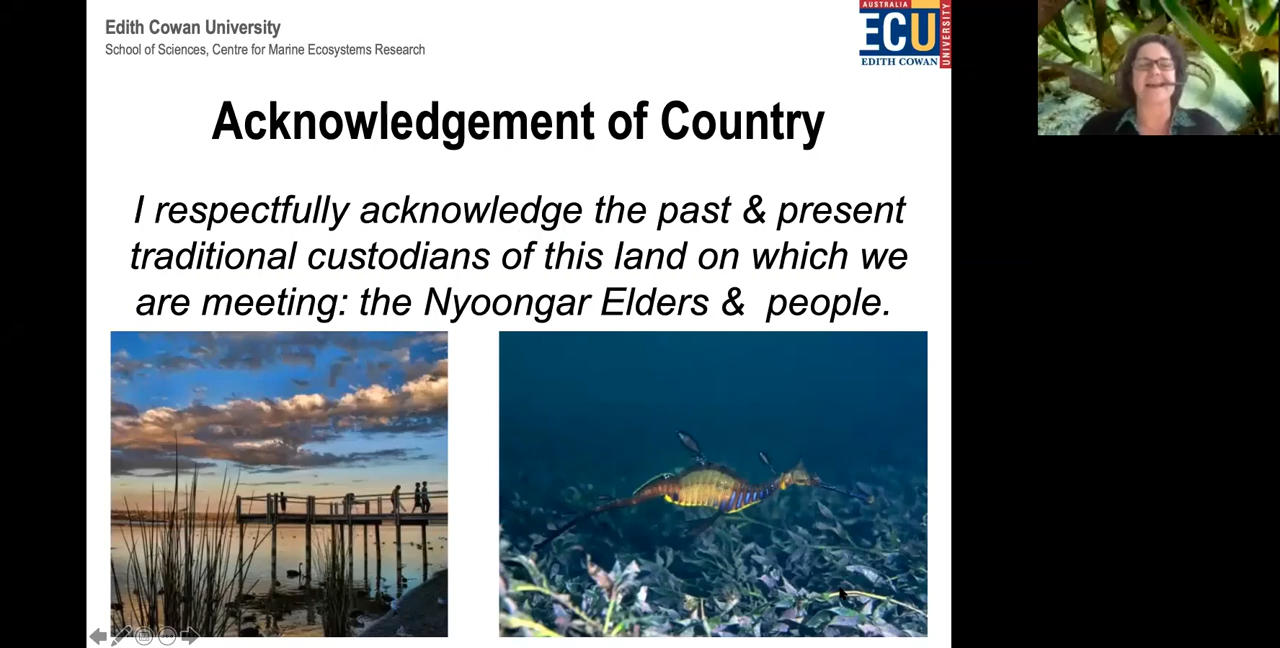 Edith Cowan University
School of Sciences, Centre for Marine Ecosystems Research
AUSTRALIA
ECU
UNIVERSITY
EDITH COWAN
Acknowledgement of Country
I respectfully acknowledge the past & present
traditional custodians of this land on which we
are meeting: the Nyoongar Elders &  people.